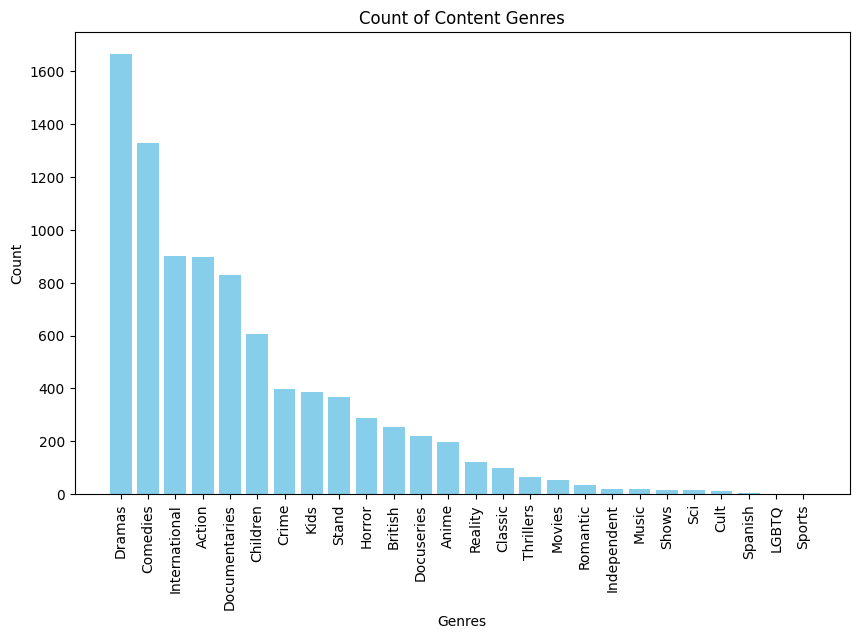 Count of Content Genres
Count
1600
1400
1200
1000
800
600
400
200
0
Dramas
Comedies
International
Action
Documentaries
Children
Crime
Kids
Stand
Horror
British
Docuseries
Anime
Reality
Classic
Thrillers
Movies
Romantic
Independent
Music
Shows
Sci
Cult
Spanish
LGBTQ
Sports
Genres